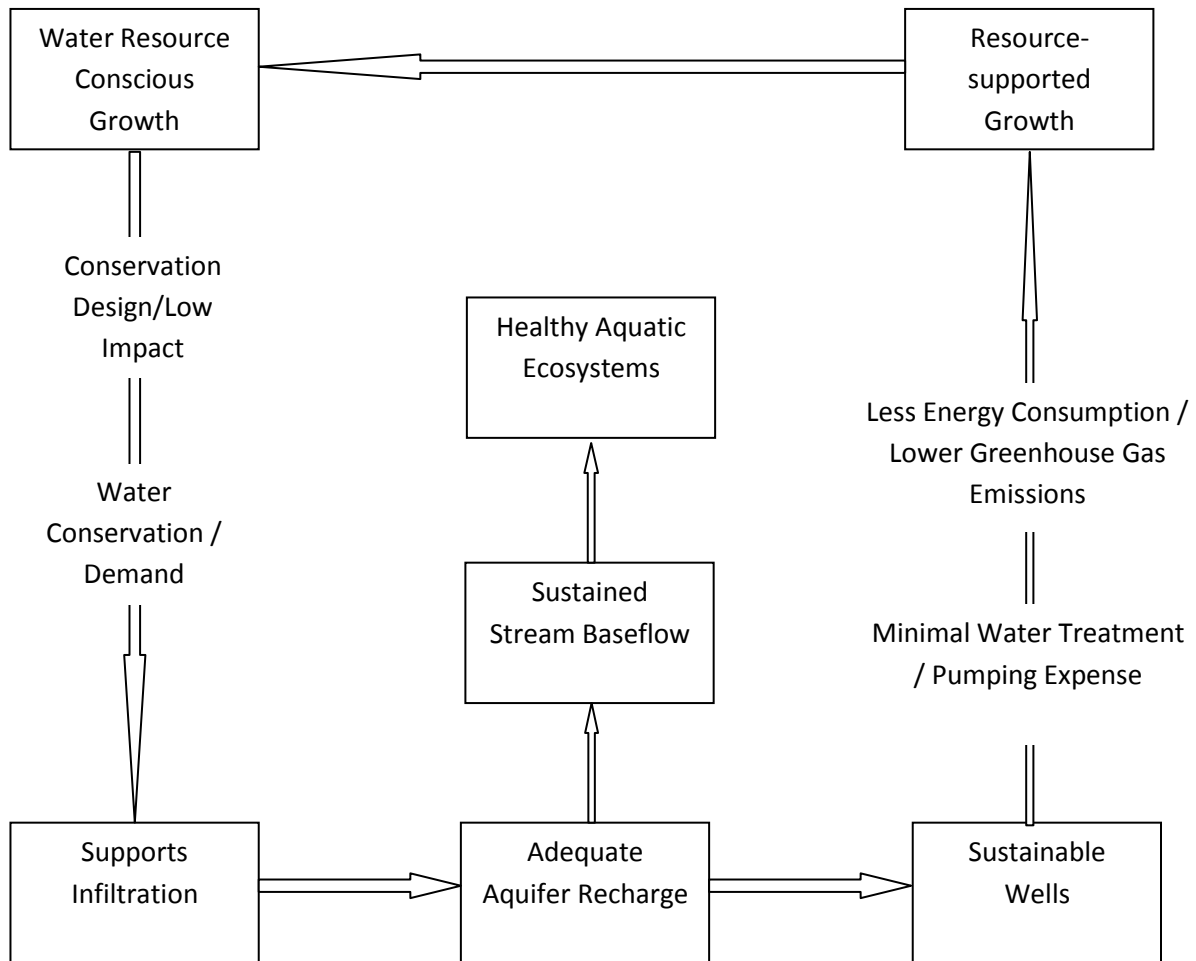 Water Resource
Conscious
Growth
Resource-
supported
Growth
Conservation
Design/Low
Impact
Healthy Aquatic
Ecosystems
Less Energy Consumption /
Lower Greenhouse Gas
Emissions
Water
Conservation /
Demand
Sustained
Stream Baseflow
Minimal Water Treatment
/ Pumping Expense
Supports
Infiltration
Adequate
Aquifer Recharge
Sustainable
Wells